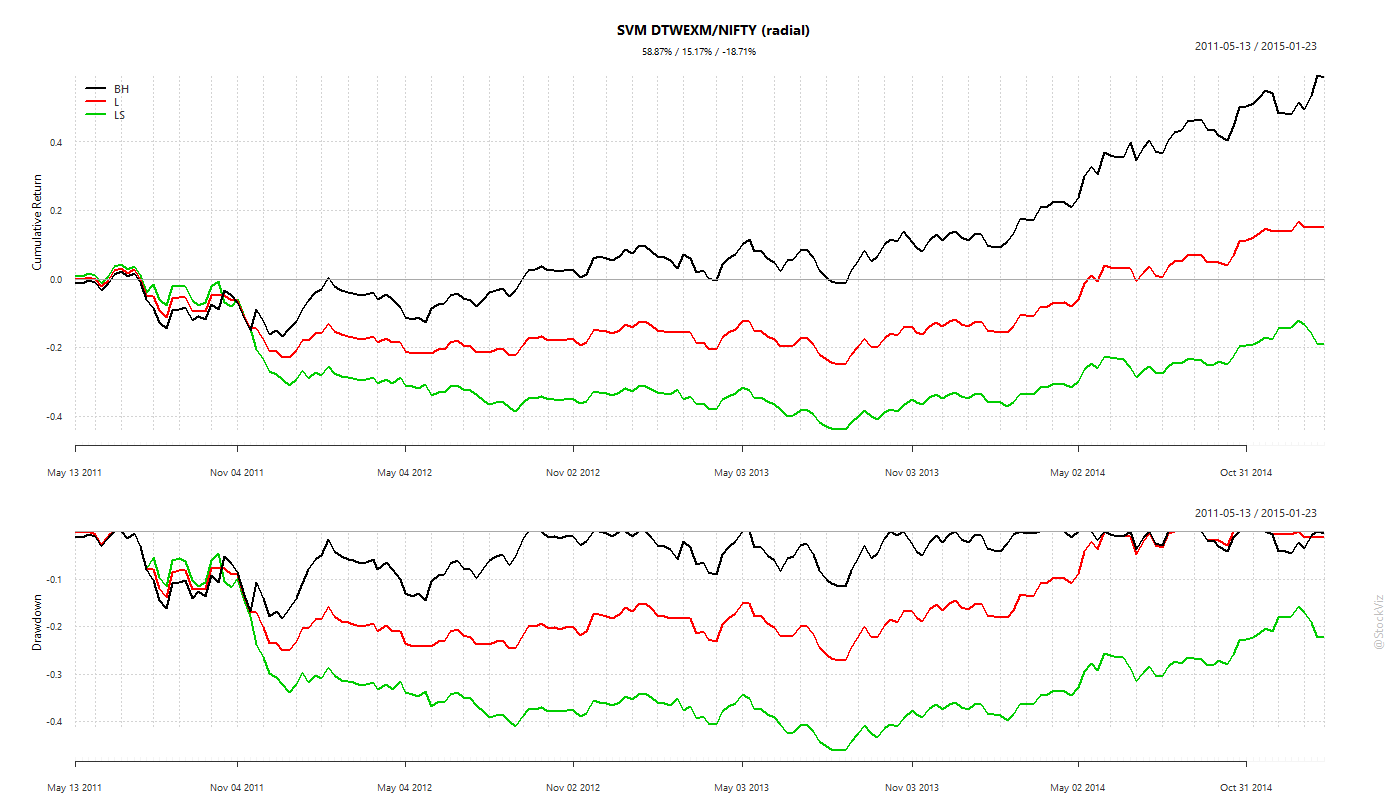 SVM DTWEXM/NIFTY (radial)
58.87% / 15.17% / -18.71%
2011-05-13 / 2015-01-23
BH
L
LS
Cumulative Return
0.4
0.2
0.0
-0.2
-0.4
May 13 2011 Nov 04 2011 May 04 2012 Nov 02 2012 May 03 2013 Nov 03 2013 May 02 2014 Oct 31 2014
2011-05-13 / 2015-01-23
Drawdown
-0.1
-0.2
-0.3
-0.4
May 13 2011 Nov 04 2011 May 04 2012 Nov 02 2012 May 03 2013 Nov 03 2013 May 02 2014 Oct 31 2014
@StockViz